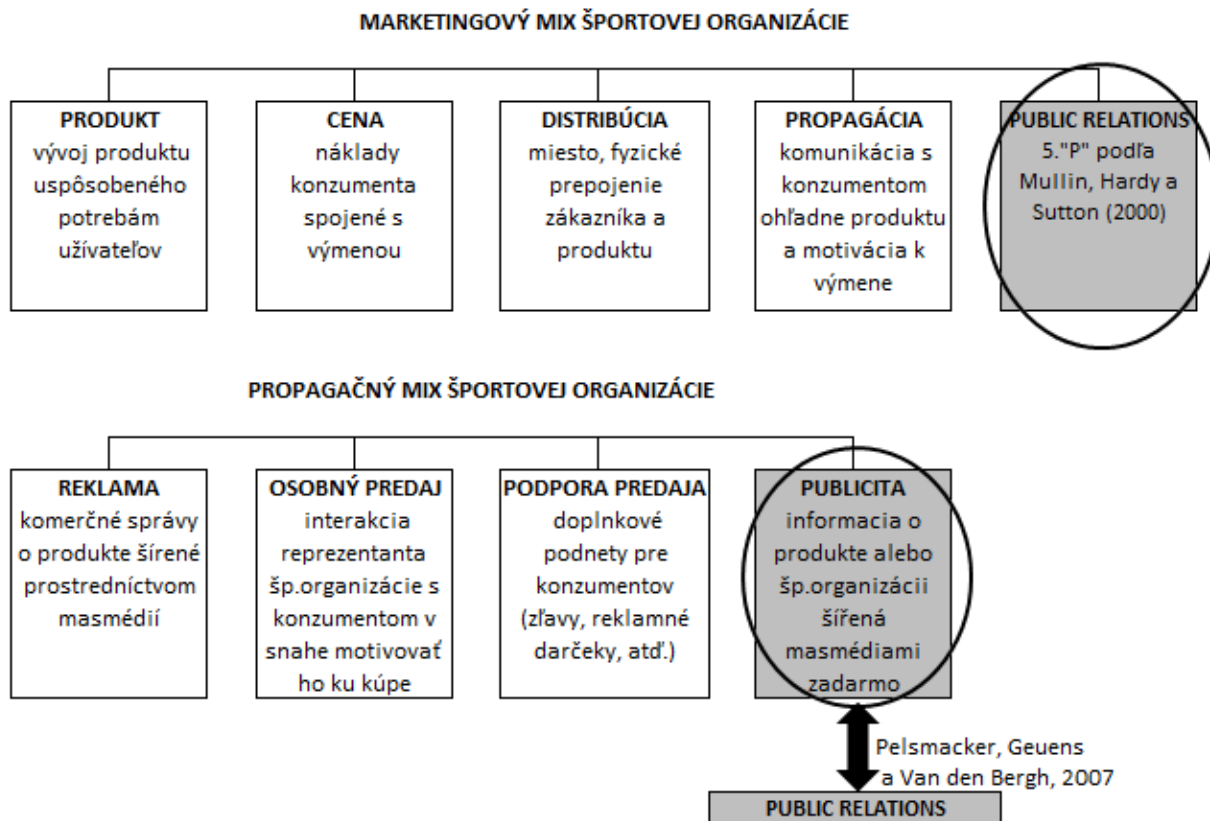 MARKETINGOVÝ MIX ŠPORTOVEJ ORGANIZÁCIE
PRODUKT
vývoj produktu
uspôsobeného
potrebám
užívateľov
CENA
náklady
konzumenta
spojené s
výmenou
DISTRIBÚCIA
miesto, fyzické
prepojenie
zákazníka a
produktu
PROPAGÁCIA
komunikácia s
konzumentom
ohľadne produktu
a motivácia k
výmene
PUBLIC RELATIONS
5."P" podľa
Mullin, Hardy a
Sutton (2000)
PROPAGAČNÝ MIX ŠPORTOVEJ ORGANIZÁCIE
REKLAMA
komerčné správy
o produkte šírené
prostredníctvom
masmédií
OSOBNÝ PREDAJ
interakcia
reprezentanta
šp.organizácie s
konzumentom v
snahe motivovať
ho ku kúpe
PODPORA PREDAJA
doplnkové
podnety pre
konzumentov
(zľavy, reklamné
darčeky, atď.)
PUBLICITA
informacia o
produkte alebo
šp.organizácii
šířená
masmédiami
zadarmo
Pelsmacker, Geuens
a Van den Bergh, 2007
PUBLIC RELATIONS